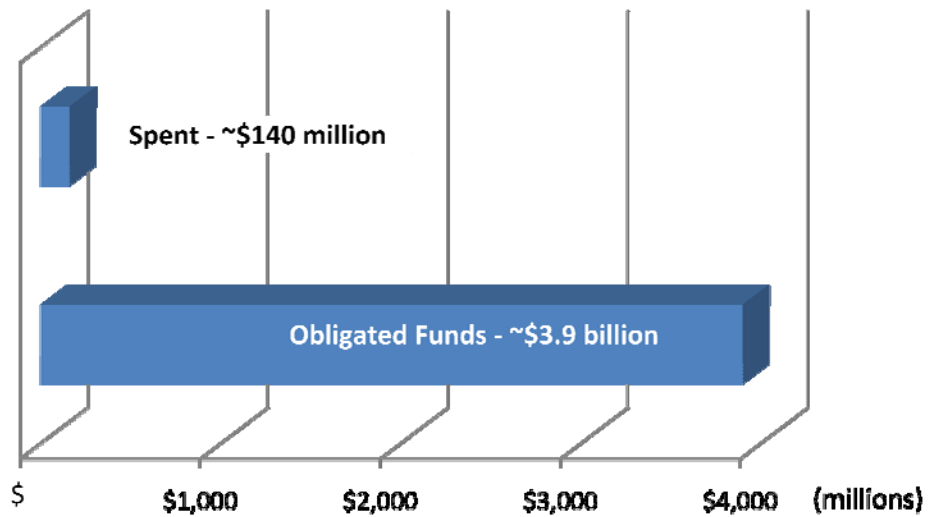 Spent - ~$140 million
Obligated Funds - ~$3.9 billion
$ $1,000 $2,000 $3,000 $4,000 (millions)